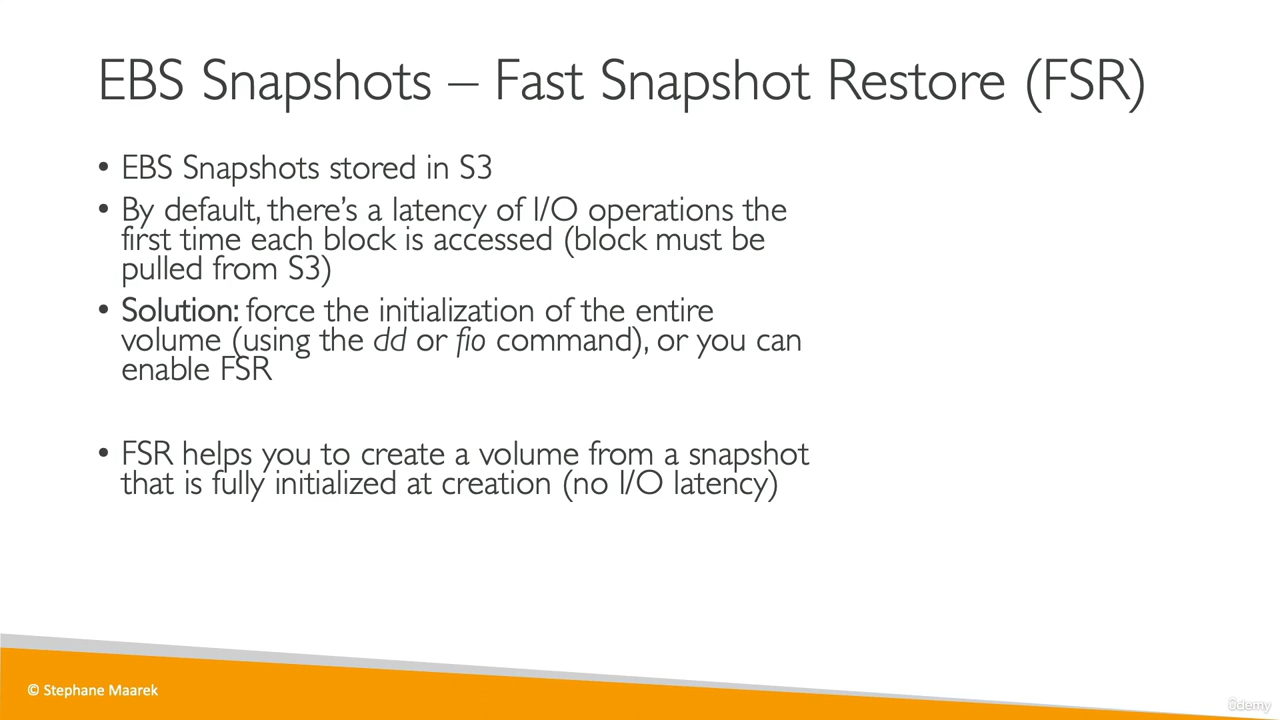 EBS Snapshots – Fast Snapshot Restore (FSR)
• EBS Snapshots stored in S3
• By default, there's a latency of I/O operations the
first time each block is accessed (block must be
pulled from S3)
• Solution: force the initialization of the entire
volume (using the dd or fio command), or you can
enable FSR
• FSR helps you to create a volume from a snapshot
that is fully initialized at creation (no I/O latency)
© Stephane Maarek
ûdemy